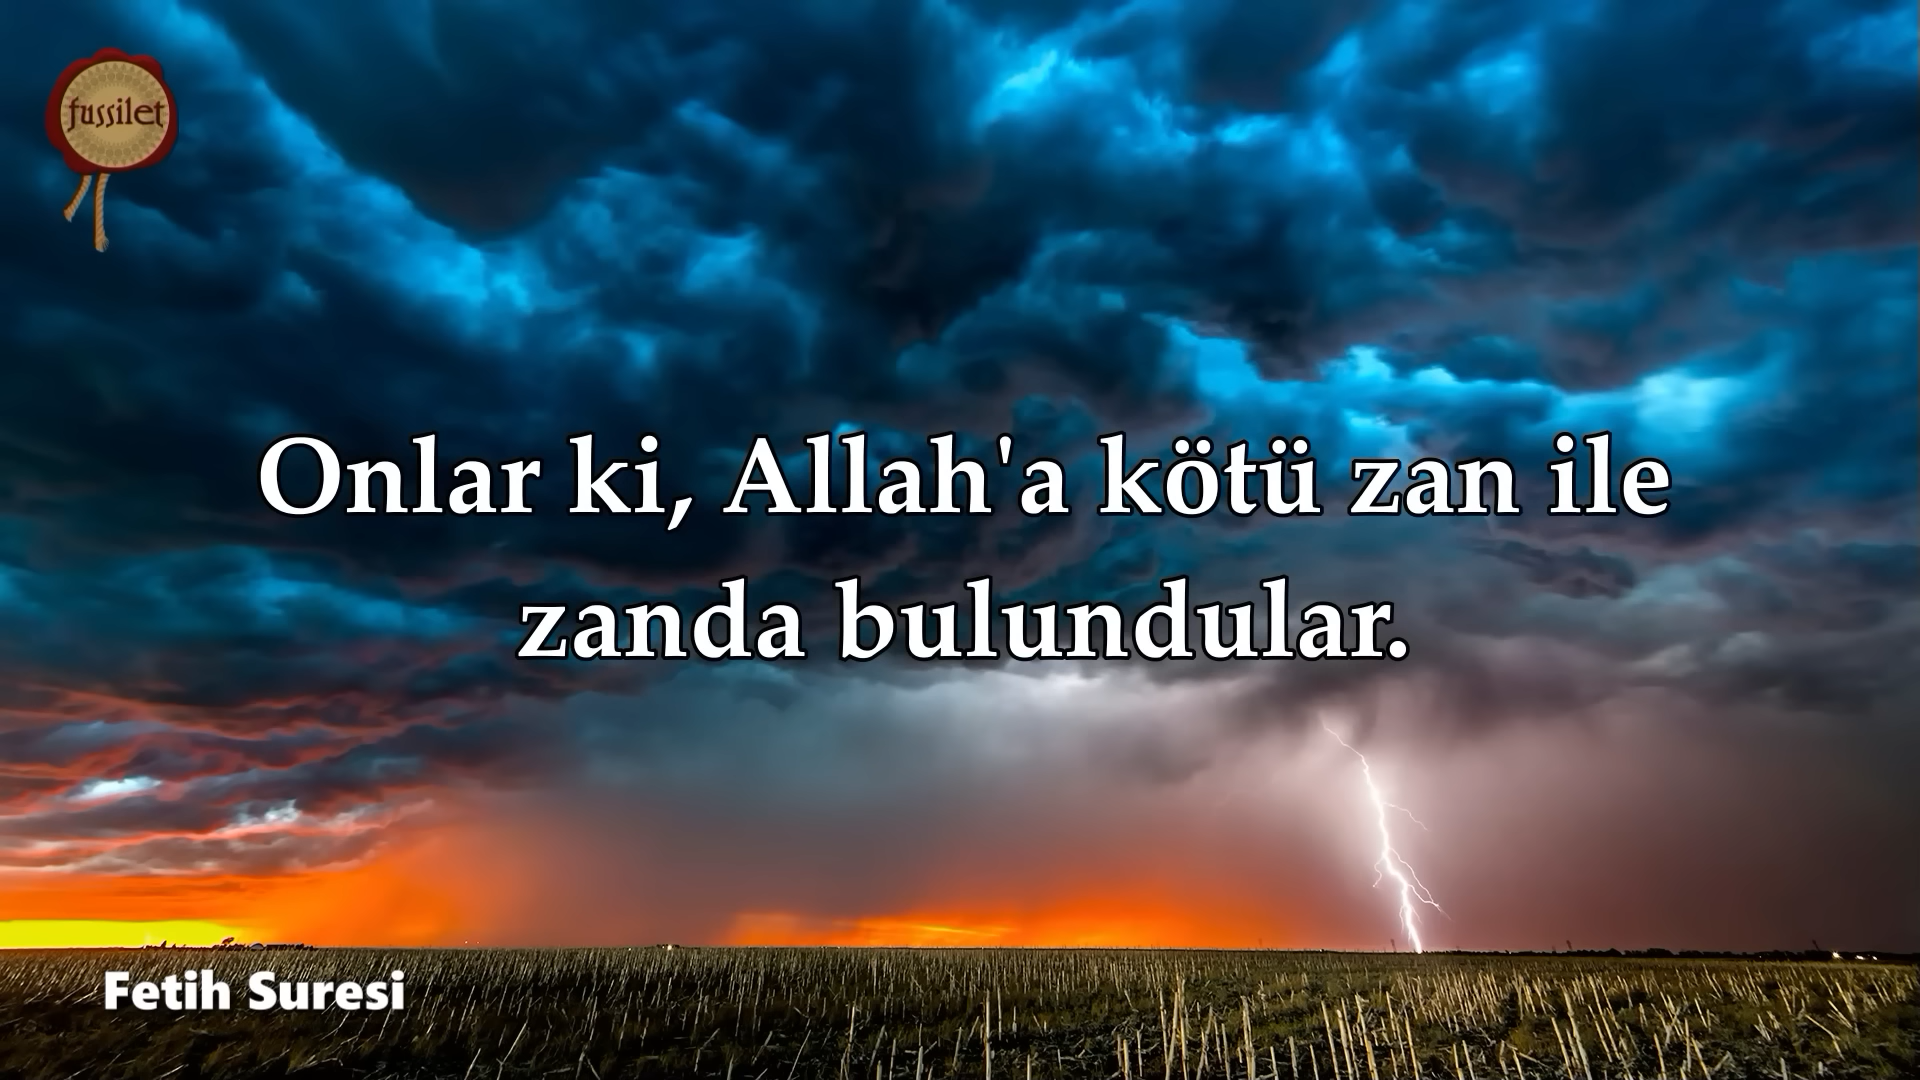 fussilet
Onlar ki, Allah'a kötü zan ile
zanda bulundular.
Fetih Suresi